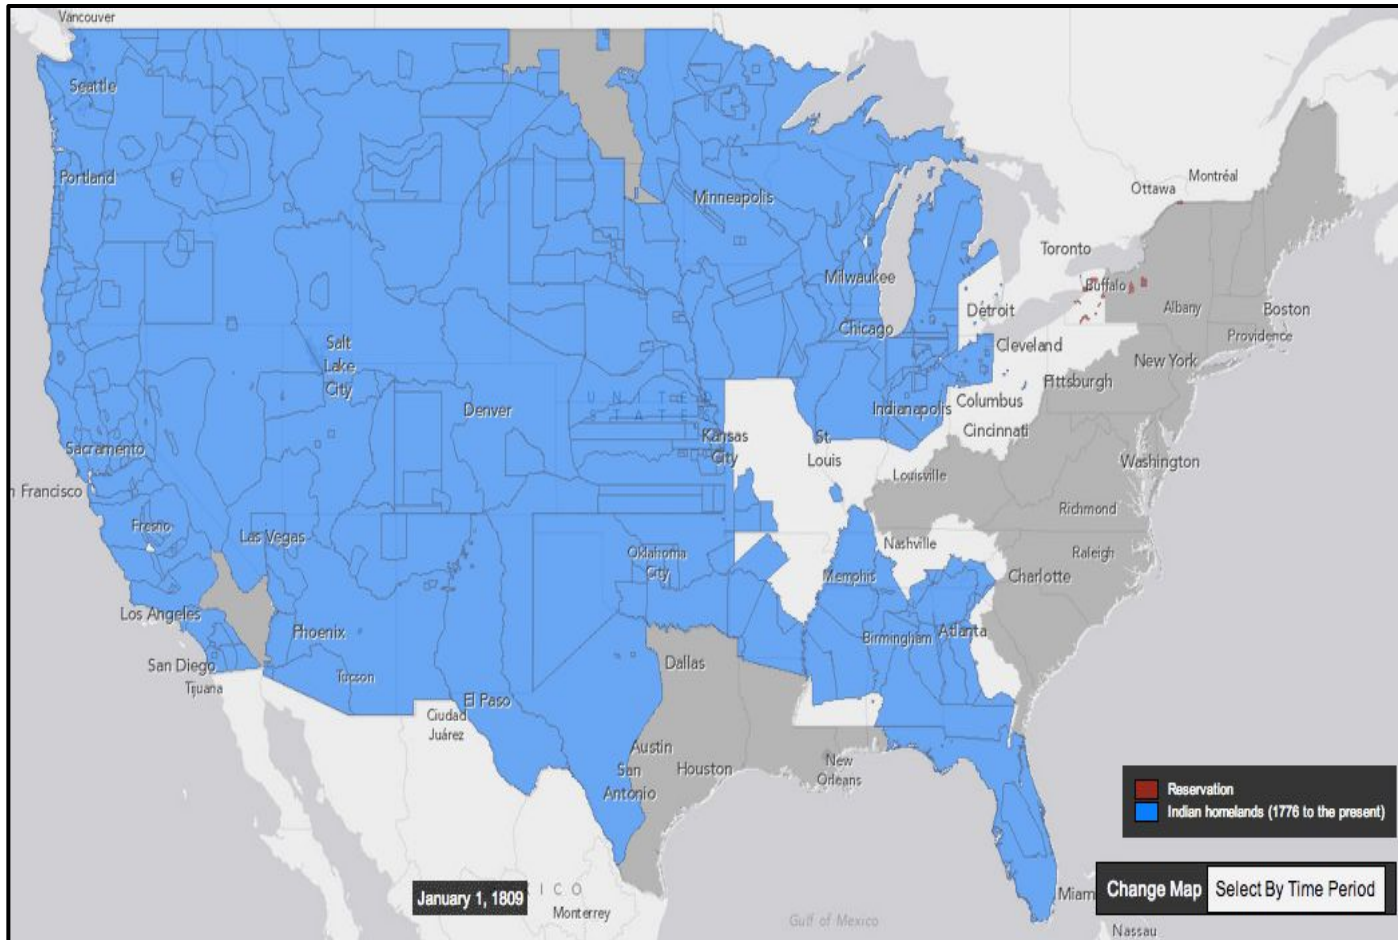 Vancouver
Seattle
Portland
Minneapolis
Ottawa
Montréal
Toronto
Buffalo
Milwaukee
Detroit
Albany
Boston
Chicago
Providence
Cleveland
Salt
Lake
City
New York
Pittsburgh
UNITED
STATES
Denver
Indianapolis
Columbus
Cincinnati
Kansas
City
St.
Louis
Sacramento
Washington
Louisville
n Francisco
Richmond
Fresno
Las Vegas
Nashville
Raleigh
Oklahoma
City
Memphis
Charlotte
Los Angeles
Phoenix
Birmingham
Atlanta
San Diego
Tijuana
Tucson
Dallas
El Paso
Ciudad
Juárez
Austin
San
Antonio
Houston
New
Orleans
Reservation
Indian homelands (1776 to the present)
January 1, 1809
ICO
Monterrey
Gulf of Mexico
Miam
Change Map
Select By Time Period
Nassau